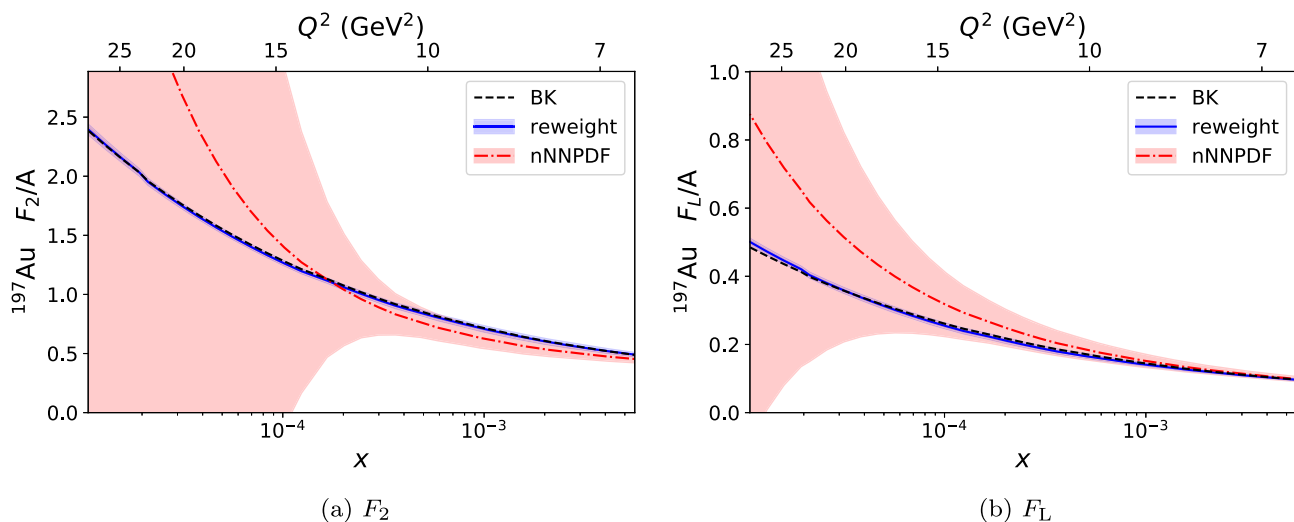 Q² (GeV²)
25 20 15 10 7
2.5
2.0
1.5
1.0
0.5
0.0
¹⁹⁷Au F₂/A
BK
reweight
nNNPDF
10⁻⁴ 10⁻³
x
(a) F₂
Q² (GeV²)
25 20 15 10 7
1.0
0.8
0.6
0.4
0.2
0.0
¹⁹⁷Au F_L/A
BK
reweight
nNNPDF
10⁻⁴ 10⁻³
x
(b) F_L